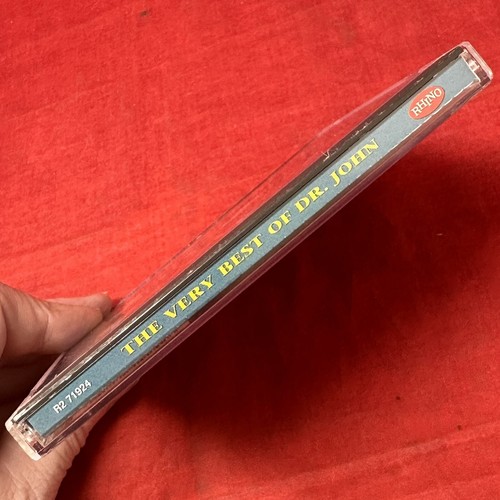 R2 71924
THE VERY BEST OF DR. JOHN
RHINO